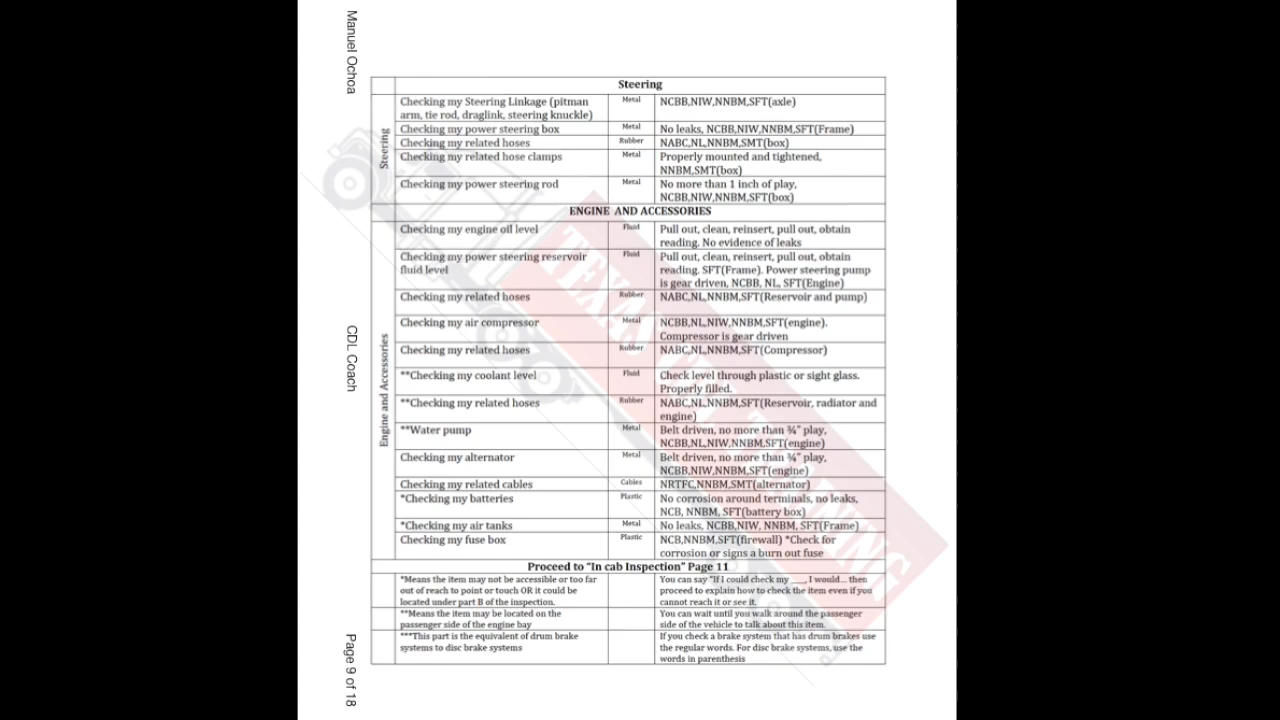 Manuel Ochoa
CDL Coach
Page 9 of 18
Steering
Steering
Checking my Steering Linkage (pitman
arm, tie rod, draglink, steering knuckle)
Metal
NCBB,NIW,NNBM,SFT(axle)
Checking my power steering box
Metal
No leaks, NCBB,NIW,NNBM,SFT(Frame)
Checking my related hoses
Rubber
NABC,NL,NNBM,SMT(box)
Checking my related hose clamps
Metal
Properly mounted and tightened,
NNBM,SMT(box)
Checking my power steering rod
Metal
No more than 1 inch of play,
NCBB,NIW,NNBM,SFT(box)
ENGINE AND ACCESSORIES
Engine and Accessories
Checking my engine oil level
Fluid
Pull out, clean, reinsert, pull out, obtain
reading. No evidence of leaks
Checking my power steering reservoir
fluid level
Fluid
Pull out, clean, reinsert, pull out, obtain
reading. SFT(Frame). Power steering pump
is gear driven, NCBB, NL, SFT(Engine)
Checking my related hoses
Rubber
NABC,NL,NNBM,SFT(Reservoir and pump)
Checking my air compressor
Metal
NCBB,NL,NIW,NNBM,SFT(engine).
Compressor is gear driven
Checking my related hoses
Rubber
NABC,NL,NNBM,SFT(Compressor)
**Checking my coolant level
Fluid
Check level through plastic or sight glass.
Properly filled.
**Checking my related hoses
Rubber
NABC,NL,NNBM,SFT(Reservoir, radiator and
engine)
**Water pump
Metal
Belt driven, no more than ¾" play,
NCBB,NL,NIW,NNBM,SFT(engine)
Checking my alternator
Metal
Belt driven, no more than ¾" play,
NCBB,NIW,NNBM,SFT(engine)
Checking my related cables
Cables
NRTFC,NNBM,SMT(alternator)
*Checking my batteries
Plastic
No corrosion around terminals, no leaks,
NCB, NNBM, SFT(battery box)
*Checking my air tanks
Metal
No leaks, NCBB,NIW, NNBM, SFT(Frame)
Checking my fuse box
Plastic
NCB,NNBM,SFT(firewall) *Check for
corrosion or signs a burn out fuse
Proceed to "In cab Inspection" Page 11
*Means the item may not be accessible or too far
out of reach to point or touch OR it could be
located under part B of the inspection.
You can say "If I could check my ___, I would... then
proceed to explain how to check the item even if you
cannot reach it or see it.
**Means the item may be located on the
passenger side of the engine bay
You can wait until you walk around the passenger
side of the vehicle to talk about this item.
***This part is the equivalent of drum brake
systems to disc brake systems
If you check a brake system that has drum brakes use
the regular words. For disc brake systems, use the
words in parenthesis
TEXAS